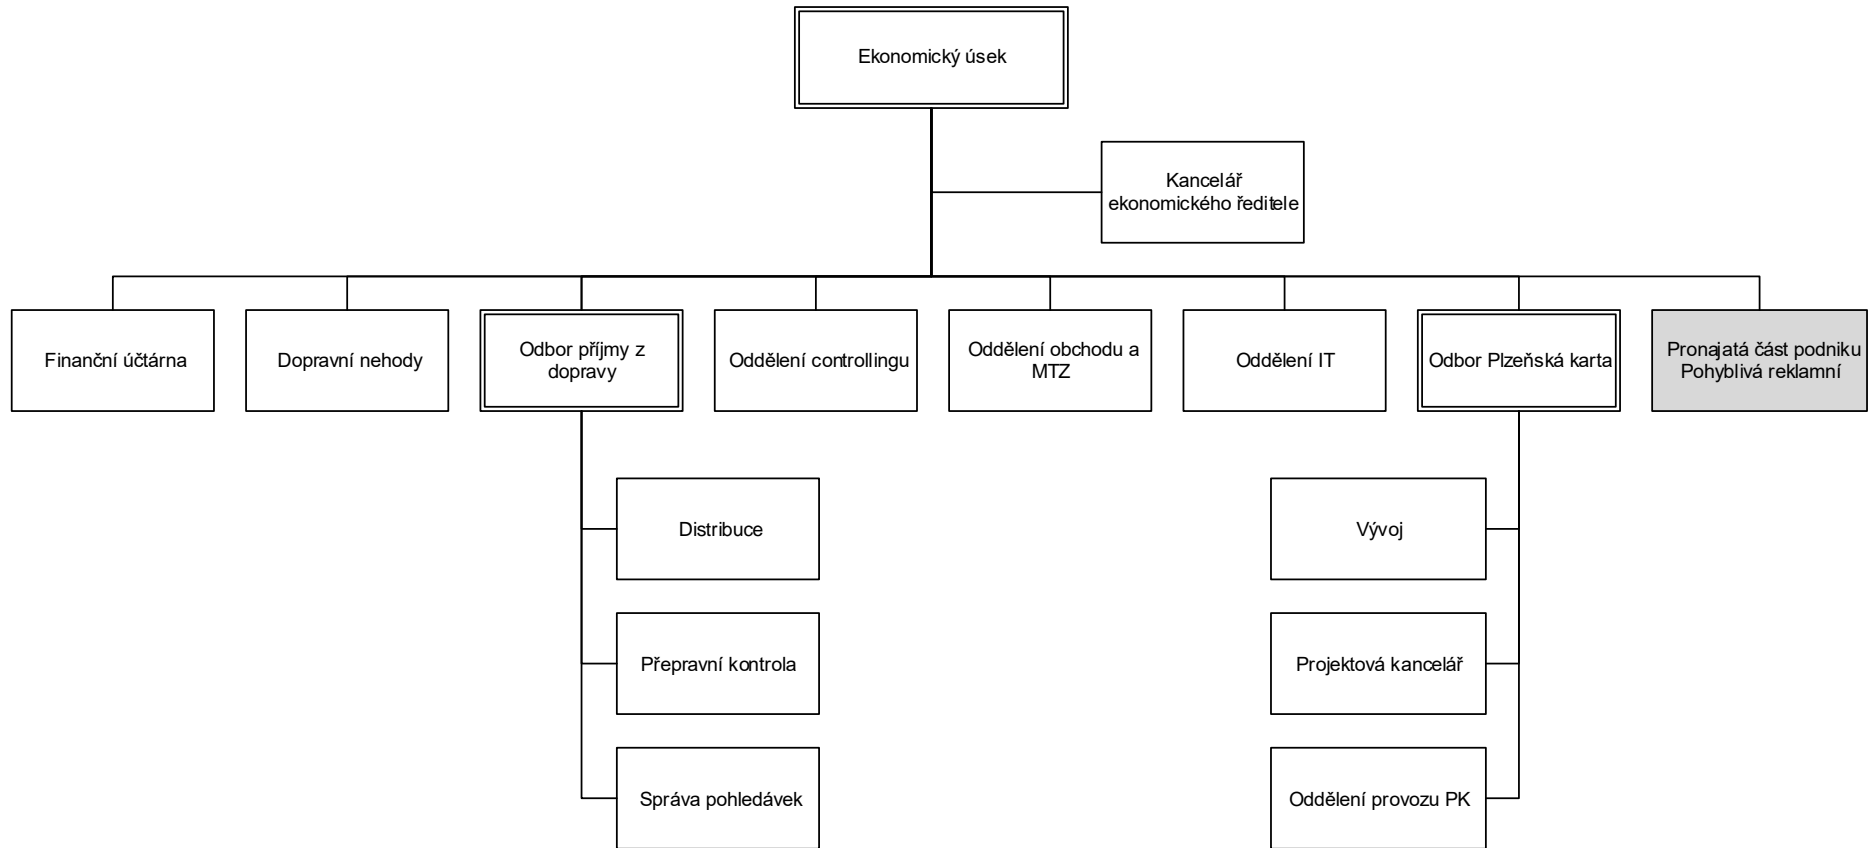 Ekonomický úsek
Kancelář
ekonomického ředitele
Finanční účtárna
Dopravní nehody
Odbor příjmy z
dopravy
Oddělení controllingu
Oddělení obchodu a
MTZ
Oddělení IT
Odbor Plzeňská karta
Pronajatá část podniku
Pohyblivá reklamní
Distribuce
Vývoj
Přepravní kontrola
Projektová kancelář
Správa pohledávek
Oddělení provozu PK